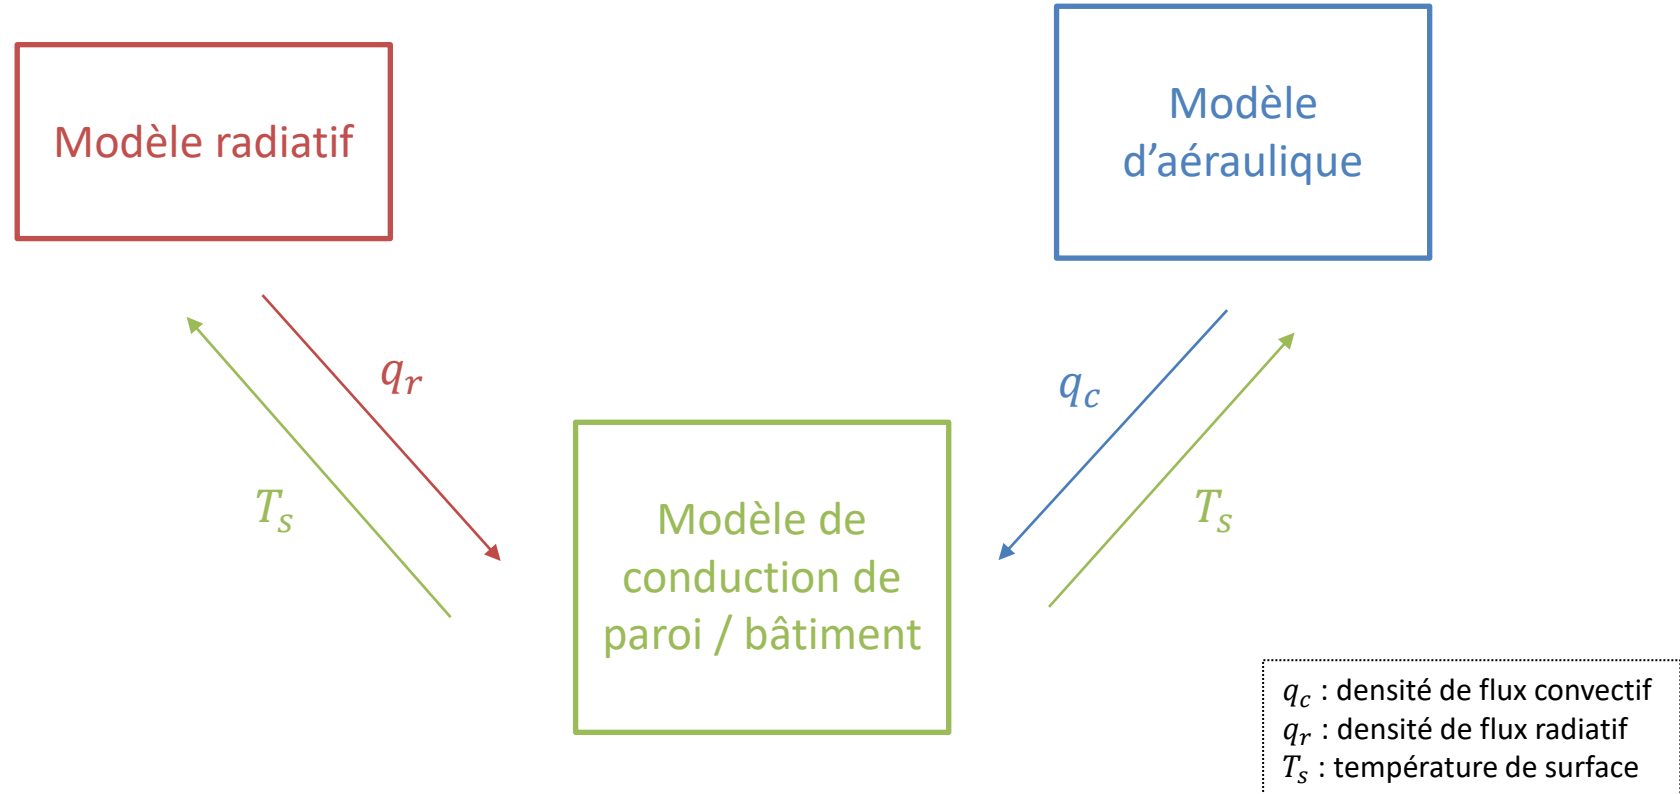 Modèle radiatif
Modèle
d’aéraulique
q_r
q_c
T_s
T_s
Modèle de
conduction de
paroi / bâtiment
q_c : densité de flux convectif
q_r : densité de flux radiatif
T_s : température de surface